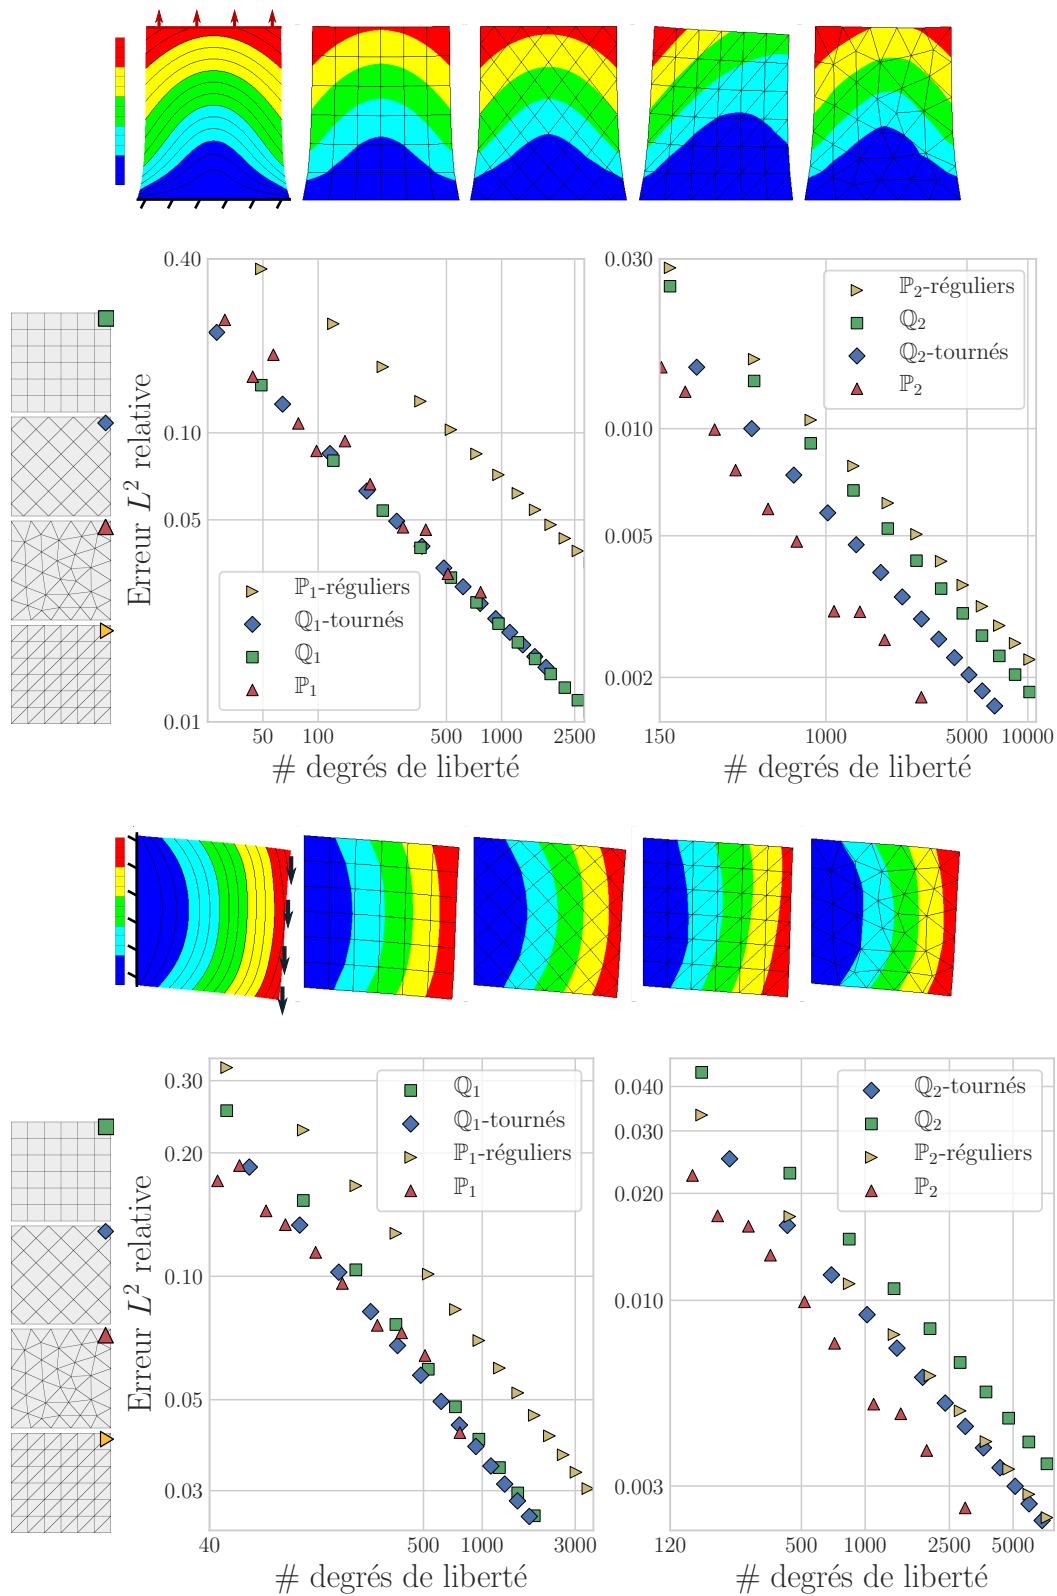 0.40
0.10
0.05
0.01
Erreur L² relative
ℙ₁-réguliers
ℚ₁-tournés
ℚ₁
ℙ₁
50 100 500 1000 2500
# degrés de liberté
0.030
0.010
0.005
0.002
ℙ₂-réguliers
ℚ₂
ℚ₂-tournés
ℙ₂
150 1000 5000 10000
# degrés de liberté
0.30
0.20
0.10
0.05
0.03
Erreur L² relative
ℚ₁
ℚ₁-tournés
ℙ₁-réguliers
ℙ₁
40 500 1000 3000
# degrés de liberté
0.040
0.030
0.020
0.010
0.003
ℚ₂-tournés
ℚ₂
ℙ₂-réguliers
ℙ₂
120 500 1000 2500 5000
# degrés de liberté